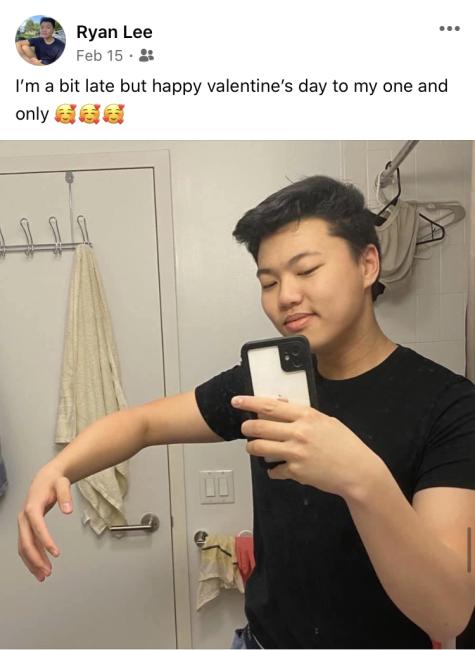 Ryan Lee
Feb 15 ·
I’m a bit late but happy valentine’s day to my one and
only 🥰🥰🥰